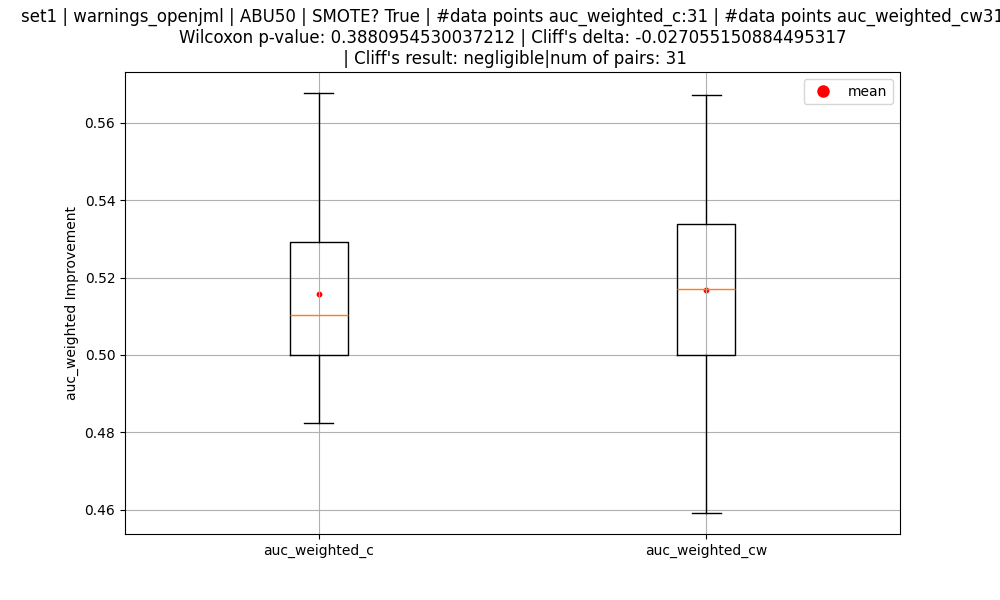 set1 | warnings_openjml | ABU50 | SMOTE? True | #data points auc_weighted_c:31 | #data points auc_weighted_cw31
Wilcoxon p-value: 0.3880954530037212 | Cliff's delta: -0.027055150884495317
| Cliff's result: negligible|num of pairs: 31
mean
0.56
0.54
0.52
0.50
0.48
0.46
auc_weighted Improvement
auc_weighted_c
auc_weighted_cw